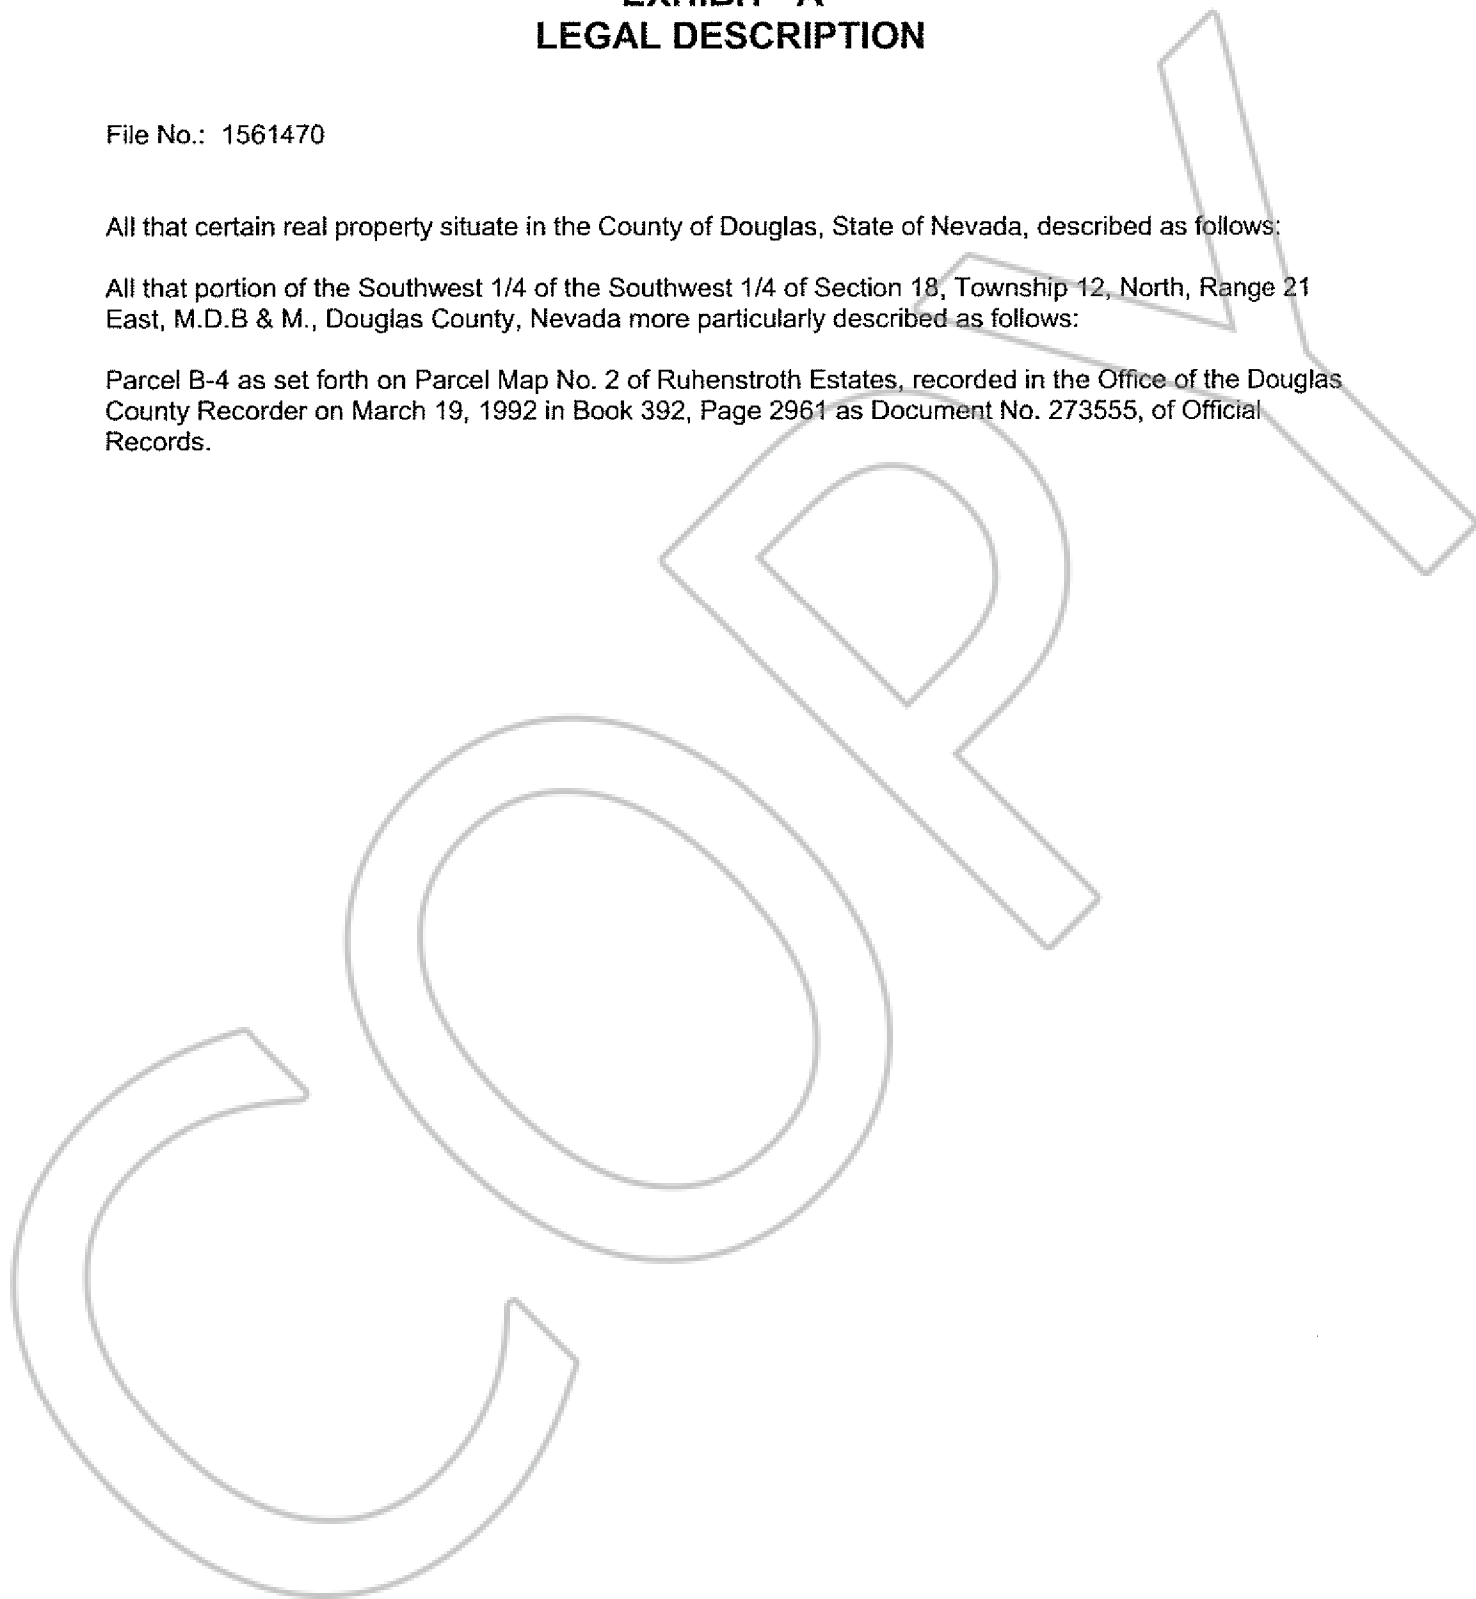 EXHIBIT "A"
LEGAL DESCRIPTION
File No.: 1561470
All that certain real property situate in the County of Douglas, State of Nevada, described as follows:
All that portion of the Southwest 1/4 of the Southwest 1/4 of Section 18, Township 12, North, Range 21
East, M.D.B & M., Douglas County, Nevada more particularly described as follows:
Parcel B-4 as set forth on Parcel Map No. 2 of Ruhenstroth Estates, recorded in the Office of the Douglas
County Recorder on March 19, 1992 in Book 392, Page 2961 as Document No. 273555, of Official
Records.
COPY